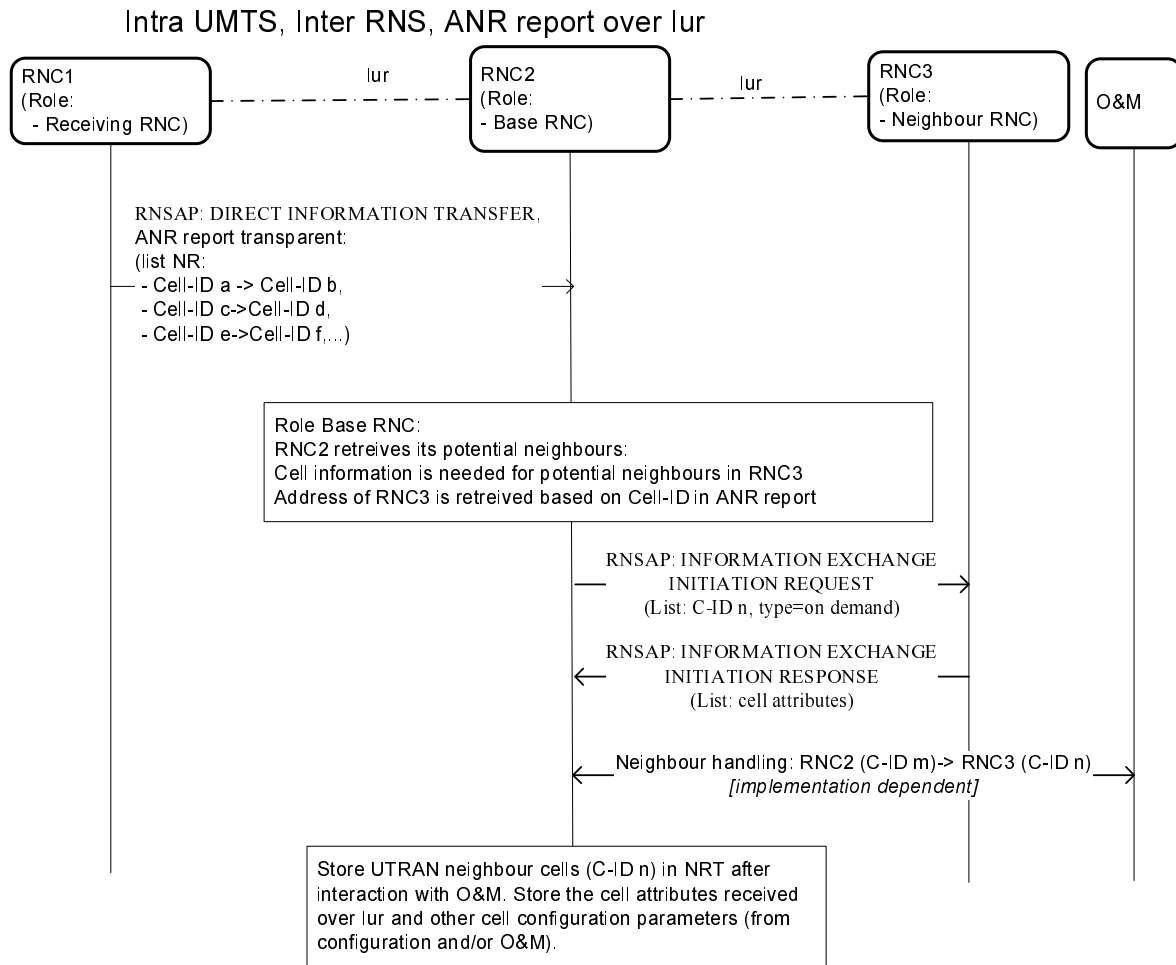 Intra UMTS, Inter RNS, ANR report over Iur
RNC1
(Role:
- Receiving RNC)
Iur
RNC2
(Role:
- Base RNC)
Iur
RNC3
(Role:
- Neighbour RNC)
O&M
RNSAP: DIRECT INFORMATION TRANSFER,
ANR report transparent:
(list NR:
- Cell-ID a -> Cell-ID b,
- Cell-ID c->Cell-ID d,
- Cell-ID e->Cell-ID f,...)
Role Base RNC:
RNC2 retreives its potential neighbours:
Cell information is needed for potential neighbours in RNC3
Address of RNC3 is retreived based on Cell-ID in ANR report
RNSAP: INFORMATION EXCHANGE
INITIATION REQUEST
(List: C-ID n, type=on demand)
RNSAP: INFORMATION EXCHANGE
INITIATION RESPONSE
(List: cell attributes)
Neighbour handling: RNC2 (C-ID m)-> RNC3 (C-ID n)
[implementation dependent]
Store UTRAN neighbour cells (C-ID n) in NRT after
interaction with O&M. Store the cell attributes received
over Iur and other cell configuration parameters (from
configuration and/or O&M).